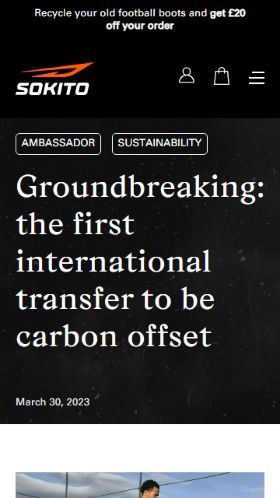 Recycle your old football boots and get £20
off your order
SOKITO
AMBASSADOR
SUSTAINABILITY
Groundbreaking:
the first
international
transfer to be
carbon offset
March 30, 2023